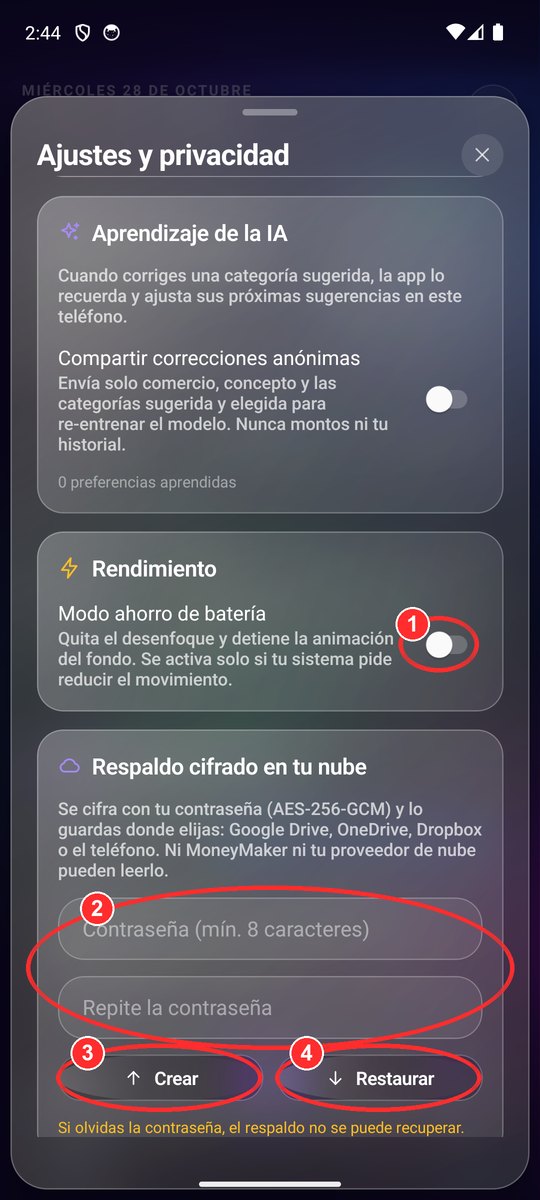 2:44
MIÉRCOLES 28 DE OCTUBRE
Ajustes y privacidad
Aprendizaje de la IA
Cuando corriges una categoría sugerida, la app lo
recuerda y ajusta sus próximas sugerencias en este
teléfono.
Compartir correcciones anónimas
Envía solo comercio, concepto y las
categorías sugerida y elegida para
re-entrenar el modelo. Nunca montos ni tu
historial.
0 preferencias aprendidas
Rendimiento
Modo ahorro de batería
1
Quita el desenfoque y detiene la animación
del fondo. Se activa solo si tu sistema pide
reducir el movimiento.
Respaldo cifrado en tu nube
Se cifra con tu contraseña (AES-256-GCM) y lo
guardas donde elijas: Google Drive, OneDrive, Dropbox
o el teléfono. Ni MoneyMaker ni tu proveedor de nube
pueden leerlo.
2
Contraseña (mín. 8 caracteres)
Repite la contraseña
3
4
Crear
Restaurar
Si olvidas la contraseña, el respaldo no se puede recuperar.